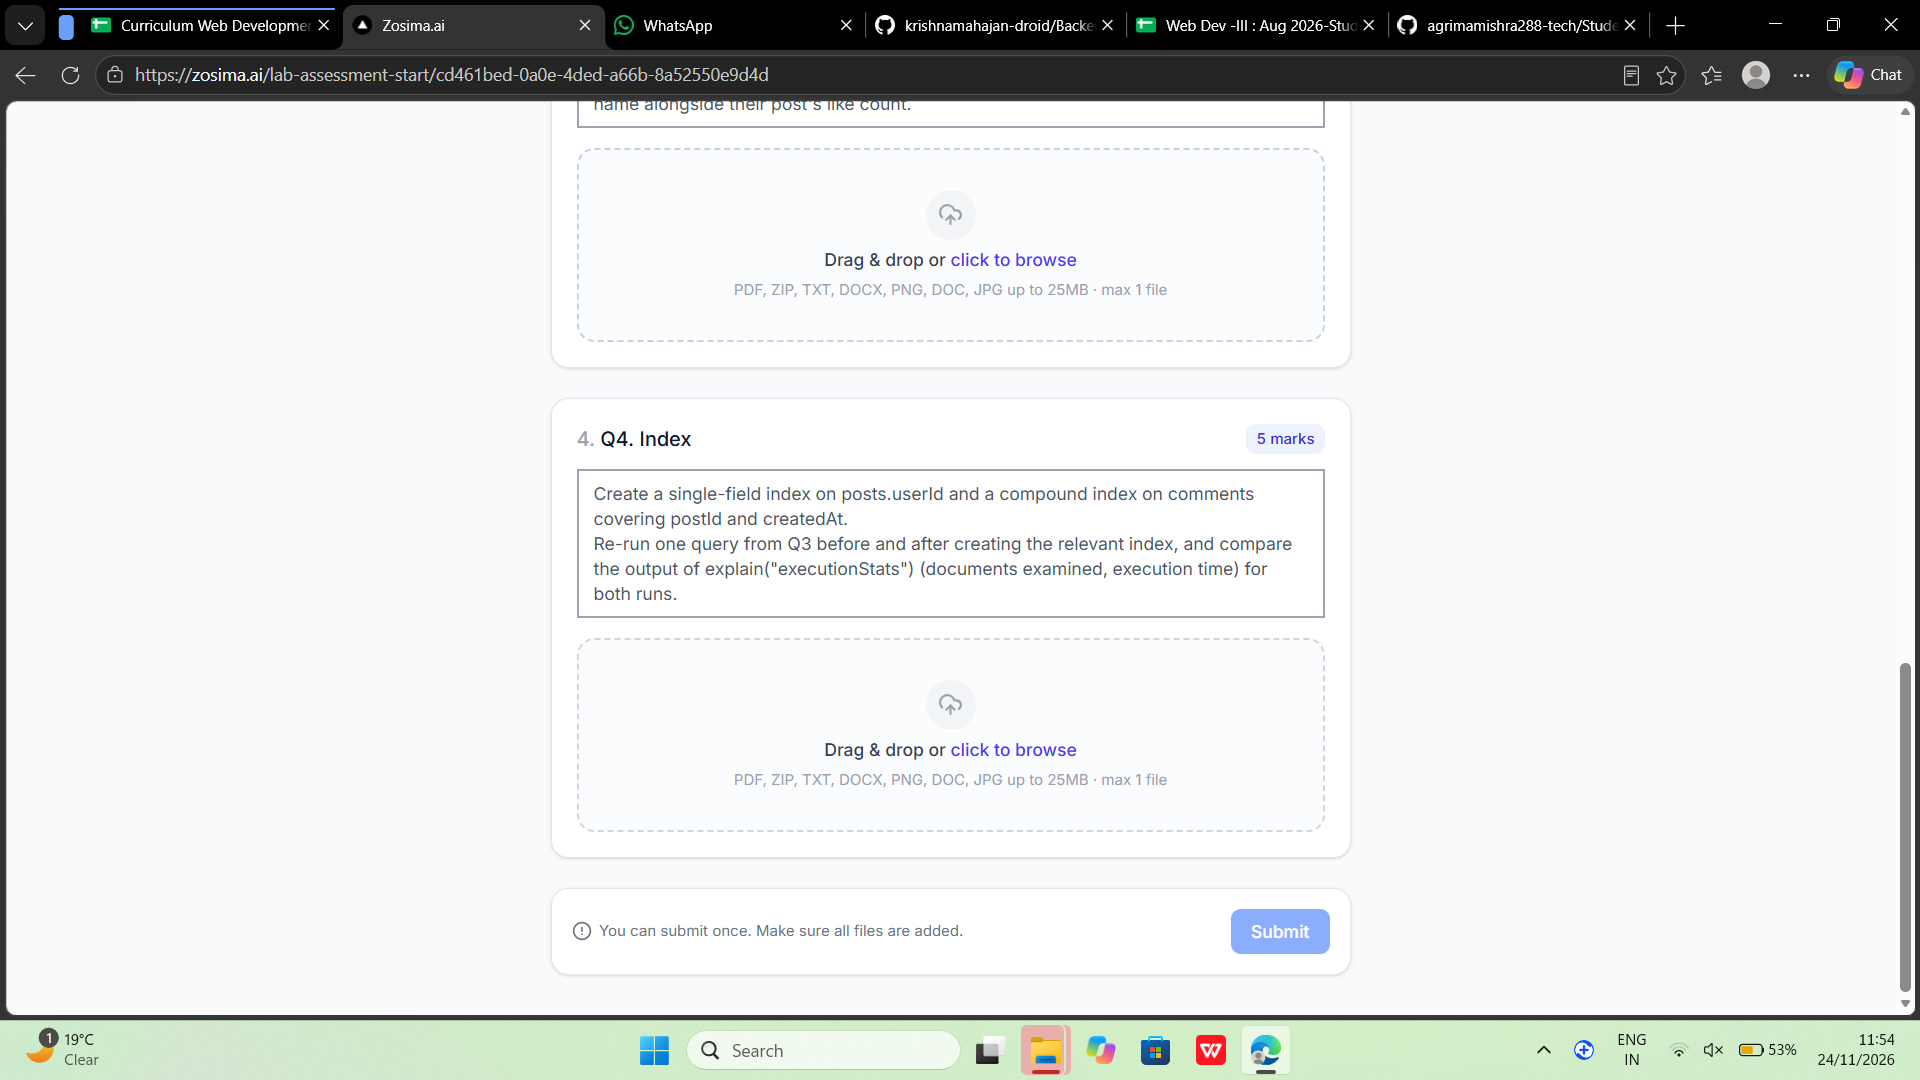 Curriculum Web Developmer
Zosima.ai
WhatsApp
krishnamahajan-droid/Backe
Web Dev -III : Aug 2026-Stud
agrimamishra288-tech/Stude
https://zosima.ai/lab-assessment-start/cd461bed-0a0e-4ded-a66b-8a52550e9d4d
Chat
name alongside their post's like count.
Drag & drop or click to browse
PDF, ZIP, TXT, DOCX, PNG, DOC, JPG up to 25MB · max 1 file
4. Q4. Index
5 marks
Create a single-field index on posts.userId and a compound index on comments
covering postId and createdAt.
Re-run one query from Q3 before and after creating the relevant index, and compare
the output of explain("executionStats") (documents examined, execution time) for
both runs.
Drag & drop or click to browse
PDF, ZIP, TXT, DOCX, PNG, DOC, JPG up to 25MB · max 1 file
You can submit once. Make sure all files are added.
Submit
1
19°C
Clear
Search
ENG
IN
53%
11:54
24/11/2026